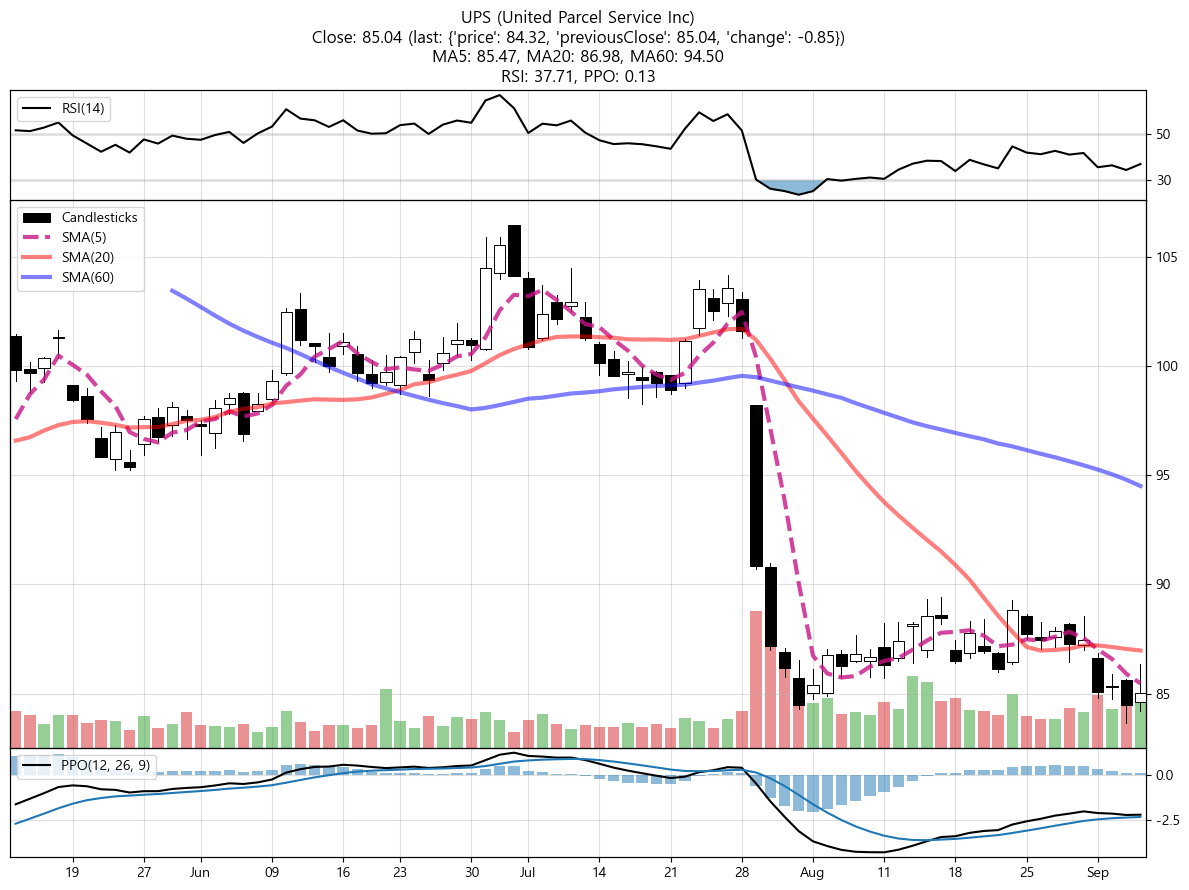 UPS (United Parcel Service Inc)
Close: 85.04 (last: {'price': 84.32, 'previousClose': 85.04, 'change': -0.85})
MA5: 85.47, MA20: 86.98, MA60: 94.50
RSI: 37.71, PPO: 0.13
RSI(14)
50
30
Candlesticks
SMA(5)
SMA(20)
SMA(60)
105
100
95
90
85
PPO(12, 26, 9)
0.0
-2.5
19 27 Jun 09 16 23 30 Jul 14 21 28 Aug 11 18 25 Sep